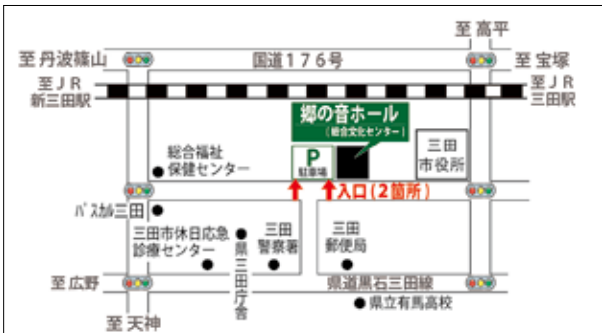 至 高平
至 丹波篠山
国道１７６号
至 宝塚
至ＪＲ
新三田駅
至ＪＲ
三田駅
郷の音ホール
(総合文化センター)
P
駐車場
三田
市役所
総合福祉
保健センター
入口(2箇所)
ﾊﾟｽｶﾙ三田
三田市休日応急
診療センター
県三田庁舎
三田
警察署
三田
郵便局
至 広野
県道黒石三田線
県立有馬高校
至 天神